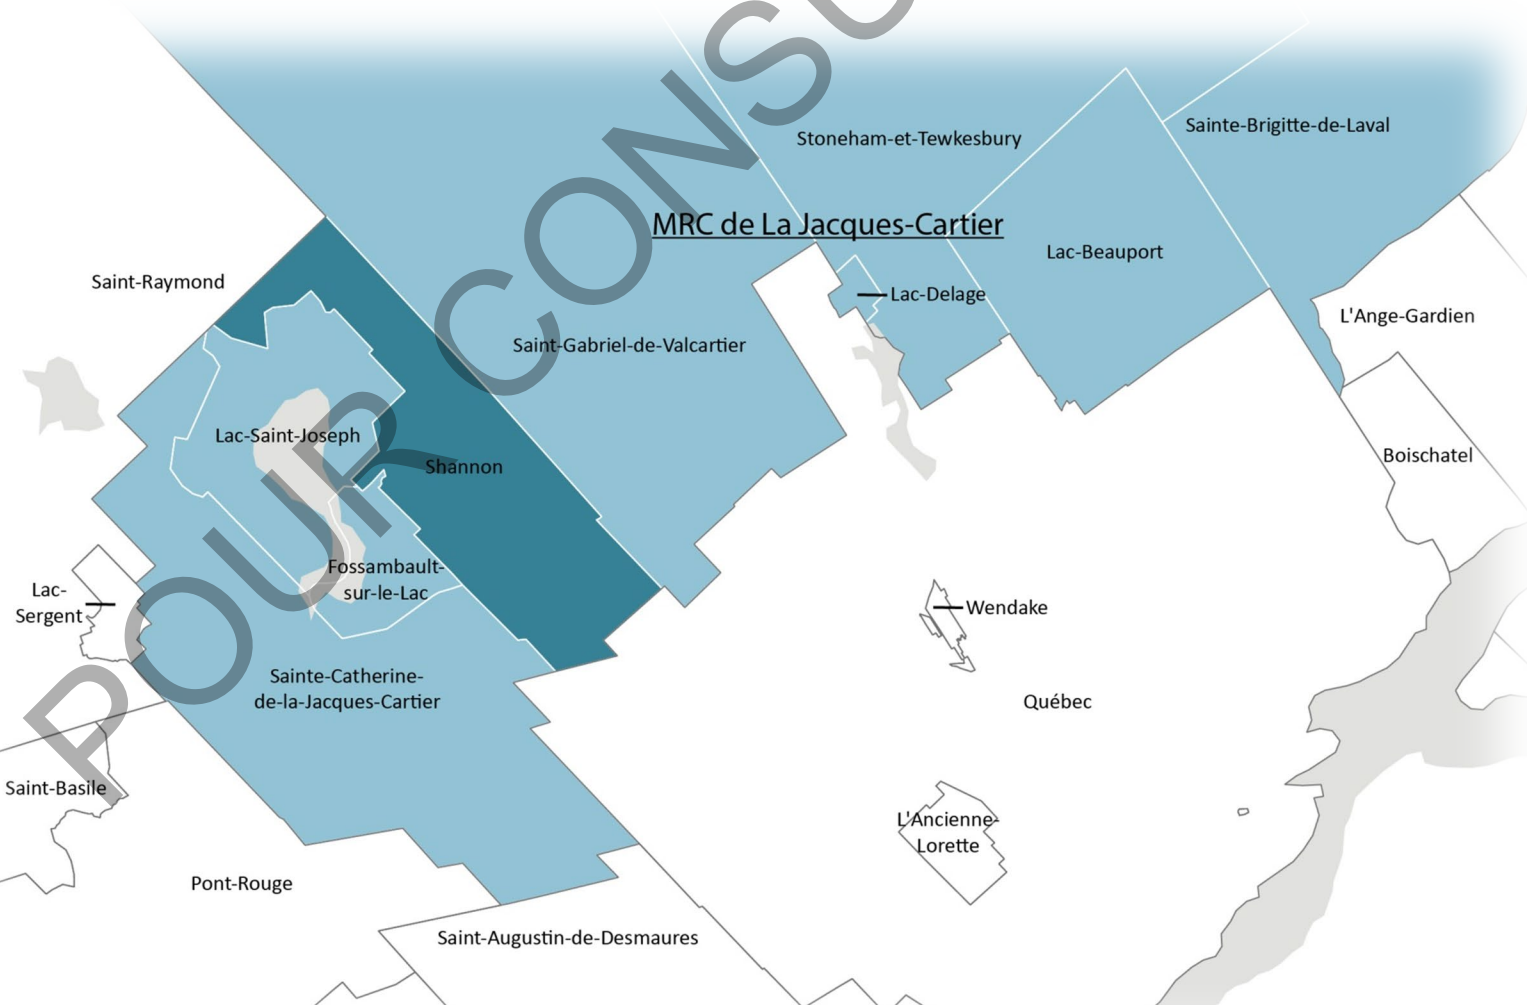 Stoneham-et-Tewkesbury
Sainte-Brigitte-de-Laval
MRC de La Jacques-Cartier
Lac-Beauport
Saint-Raymond
Lac-Delage
L'Ange-Gardien
Saint-Gabriel-de-Valcartier
Lac-Saint-Joseph
Shannon
Boischatel
Fossambault-
sur-le-Lac
Lac-
Sergent
Wendake
Sainte-Catherine-
de-la-Jacques-Cartier
Québec
Saint-Basile
L'Ancienne-
Lorette
Pont-Rouge
Saint-Augustin-de-Desmaures
POUR CONSU